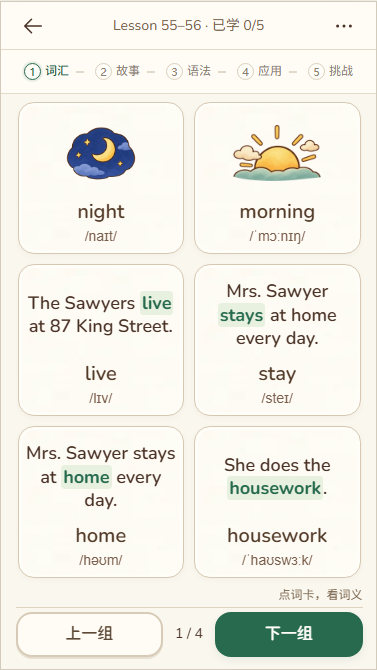 Lesson 55–56 · 已学 0/5
1 词汇 – 2 故事 – 3 语法 – 4 应用 – 5 挑战
night
/naɪt/
morning
/ˈmɔːnɪŋ/
The Sawyers live
at 87 King Street.
live
/lɪv/
Mrs. Sawyer
stays at home
every day.
stay
/steɪ/
Mrs. Sawyer stays
at home every
day.
home
/həʊm/
She does the
housework.
housework
/ˈhaʊswɜːk/
点词卡，看词义
上一组
1 / 4
下一组